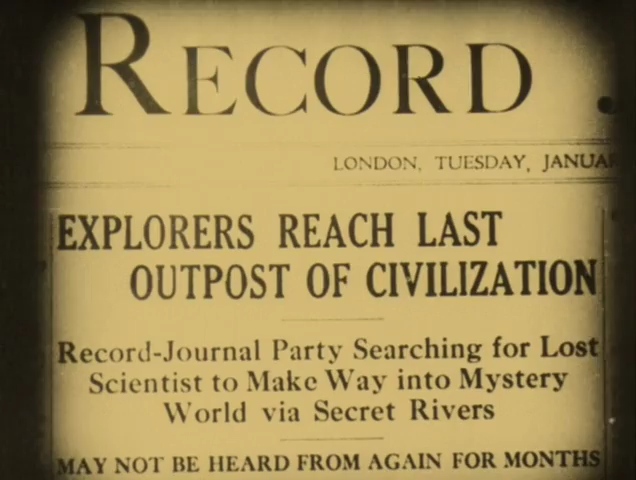 RECORD
LONDON, TUESDAY,
EXPLORERS REACH LAST
OUTPOST OF CIVILIZATION
Record-Journal Party Searching for Lost
Scientist to Make Way into Mystery
World via Secret Rivers
MAY NOT BE HEARD FROM AGAIN FOR MONTHS